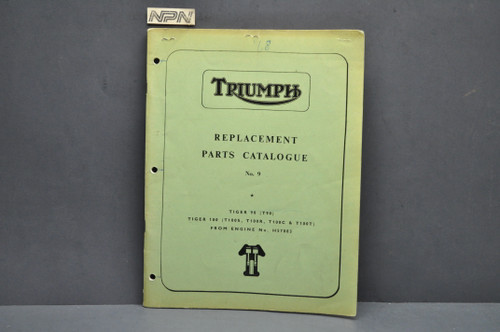 NPN
TRIUMPH
REPLACEMENT
PARTS CATALOGUE
No. 9
TIGER 90 (T90)
TIGER 100 (T100S, T100R, T100C & T100T)
FROM ENGINE No.